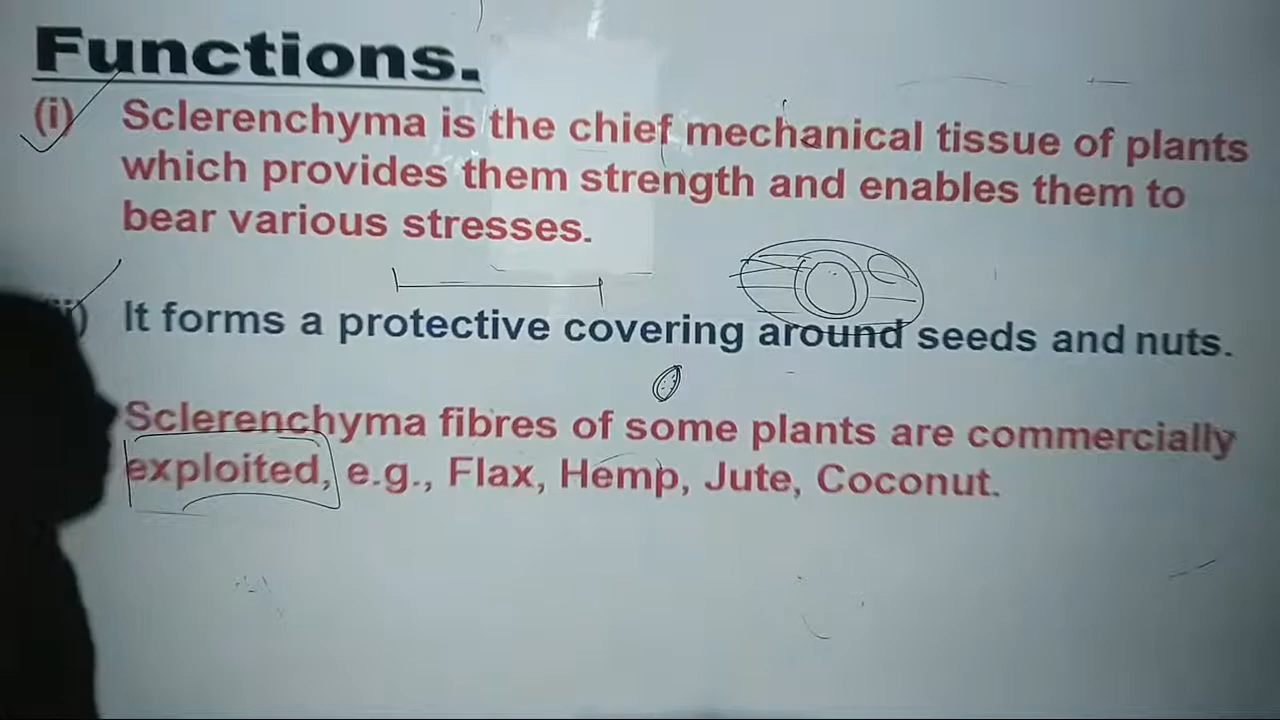 Functions.
(i) Sclerenchyma is the chief mechanical tissue of plants
which provides them strength and enables them to
bear various stresses.
It forms a protective covering around seeds and nuts.
Sclerenchyma fibres of some plants are commercially
exploited, e.g., Flax, Hemp, Jute, Coconut.